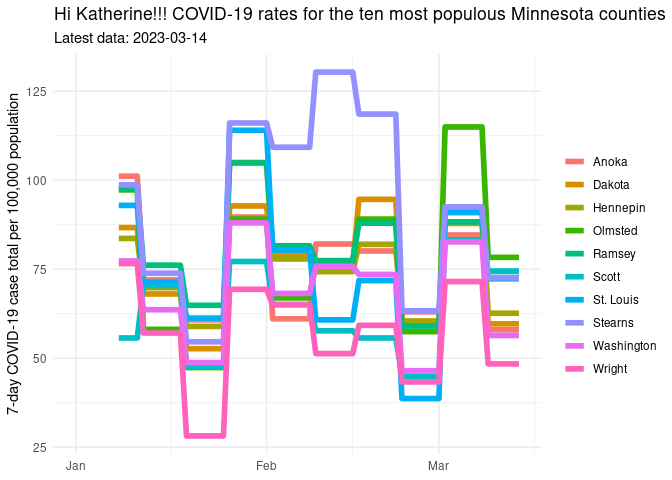 Hi Katherine!!! COVID-19 rates for the ten most populous Minnesota counties
Latest data: 2023-03-14
7-day COVID-19 case total per 100,000 population
125
100
75
50
25
Jan
Feb
Mar
Anoka
Dakota
Hennepin
Olmsted
Ramsey
Scott
St. Louis
Stearns
Washington
Wright